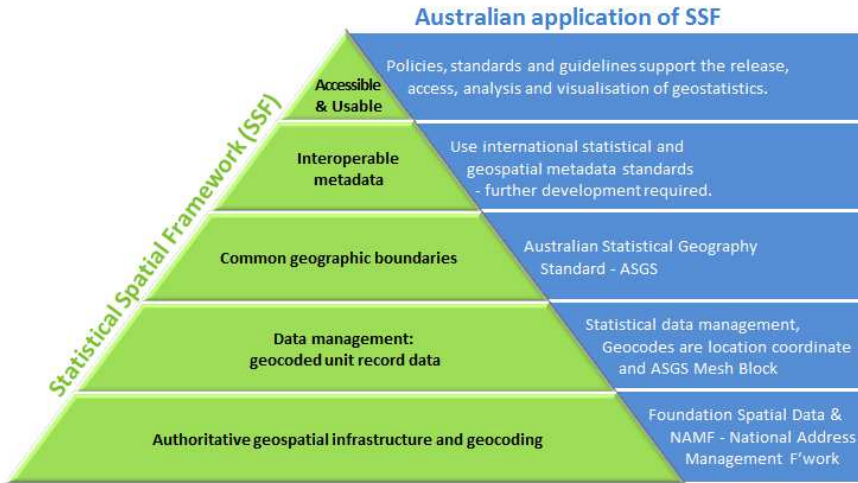 Australian application of SSF
Statistical Spatial Framework (SSF)
Accessible
& Usable
Policies, standards and guidelines support the release,
access, analysis and visualisation of geostatistics.
Interoperable
metadata
Use international statistical and
geospatial metadata standards
- further development required.
Common geographic boundaries
Australian Statistical Geography
Standard - ASGS
Data management:
geocoded unit record data
Statistical data management,
Geocodes are location coordinate
and ASGS Mesh Block
Authoritative geospatial infrastructure and geocoding
Foundation Spatial Data &
NAMF - National Address
Management F'work